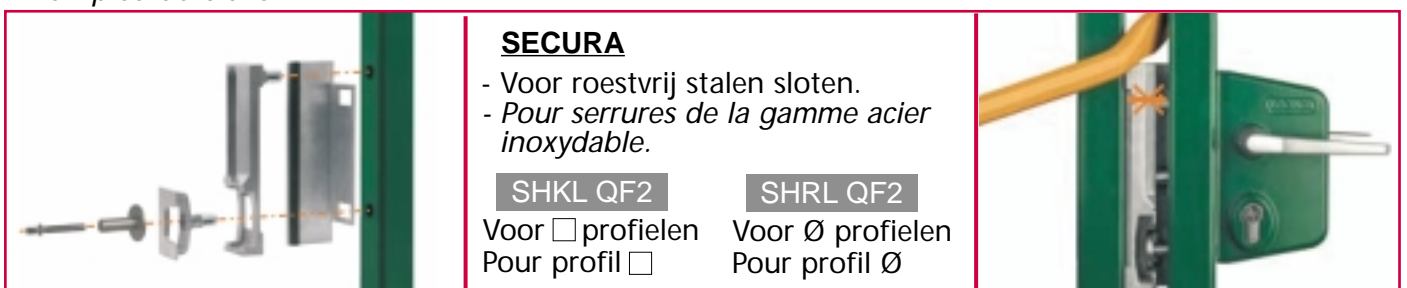 SECURA
- Voor roestvrij stalen sloten.
- Pour serrures de la gamme acier
inoxydable.
SHKL QF2
Voor □ profielen
Pour profil □
SHRL QF2
Voor Ø profielen
Pour profil Ø